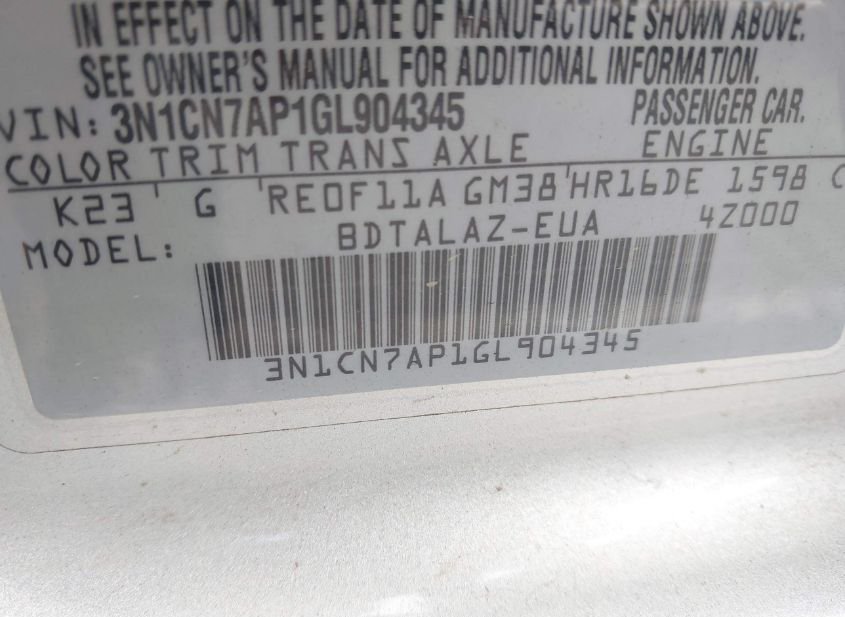 IN EFFECT ON THE DATE OF MANUFACTURE SHOWN ABOVE.
SEE OWNER'S MANUAL FOR ADDITIONAL INFORMATION.
VIN: 3N1CN7AP1GL904345 PASSENGER CAR.
COLOR TRIM TRANS AXLE ENGINE
K23 G RE0F11A GM38 HR16DE 1598 C
MODEL: BDTALAZ-EUA 4Z000
3N1CN7AP1GL904345